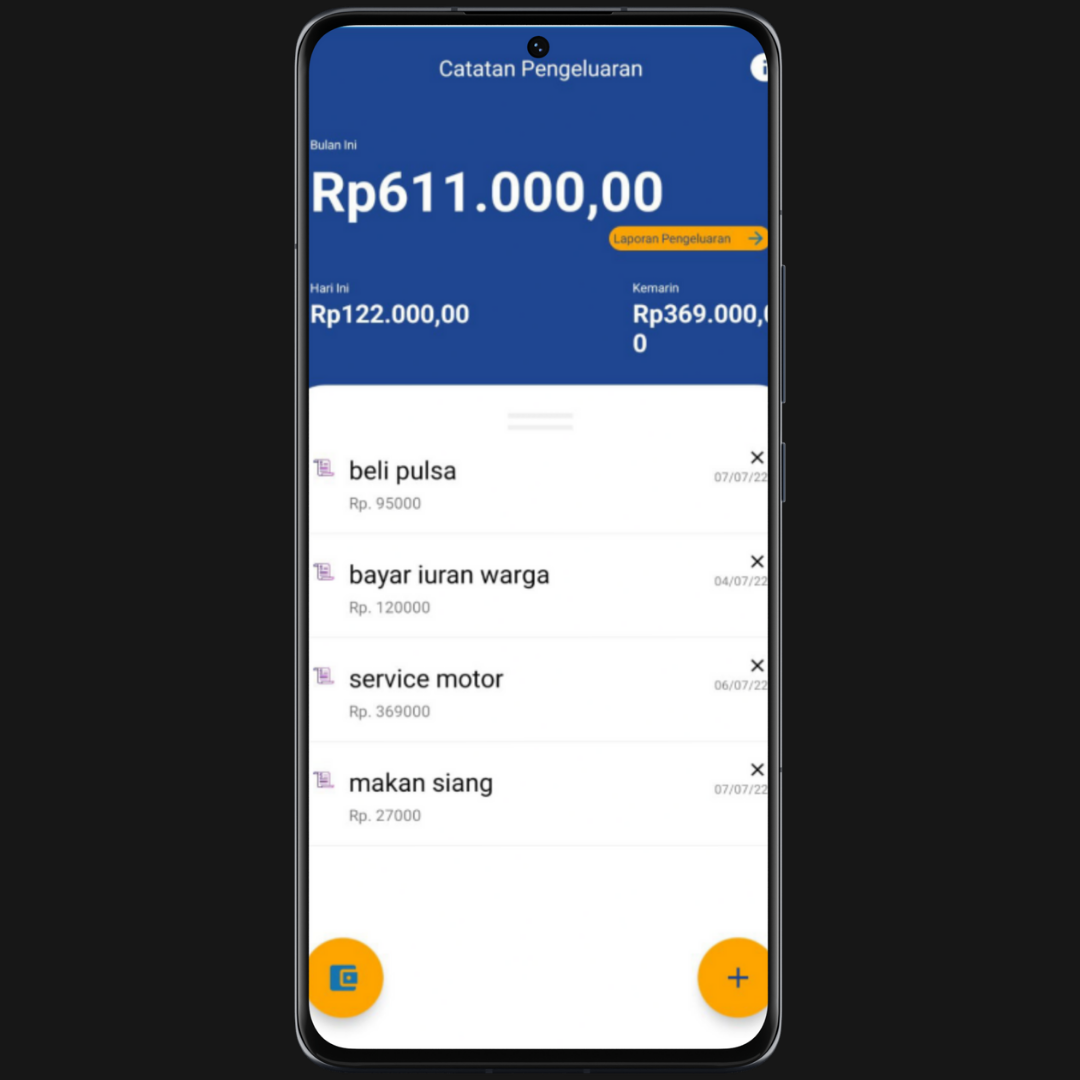 Catatan Pengeluaran
Bulan Ini
Rp611.000,00
Laporan Pengeluaran
Hari Ini
Kemarin
Rp122.000,00
Rp369.000,0
0
beli pulsa
07/07/22
Rp. 95000
bayar iuran warga
04/07/22
Rp. 120000
service motor
06/07/22
Rp. 369000
makan siang
07/07/22
Rp. 27000